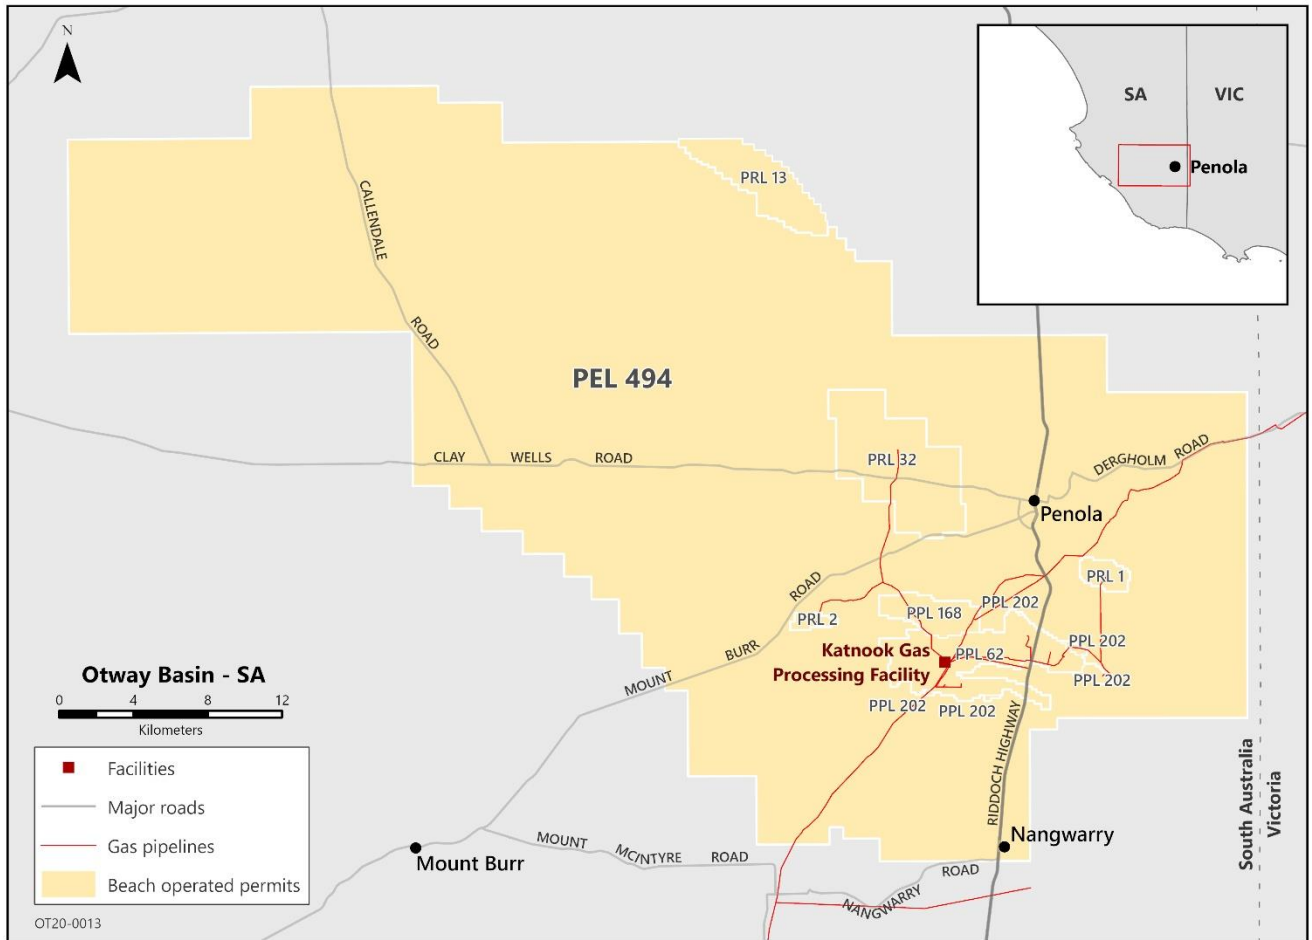 N
SA
VIC
Penola
PRL 13
CALLENDALE
ROAD
PEL 494
CLAY WELLS ROAD
PRL 32
DERGHOLM ROAD
Penola
PRL 1
ROAD
PRL 2
PPL 168
PPL 202
BURR
MOUNT
Katnook Gas
Processing Facility
PPL 62
PPL 202
PPL 202
PPL 202
PPL 202
RIDDOCH HIGHWAY
South Australia
Victoria
Otway Basin - SA
0 4 8 12
Kilometers
Facilities
Major roads
Gas pipelines
Beach operated permits
OT20-0013
Mount Burr
MOUNT MCINTYRE ROAD
Nangwarry
NANGWARRY ROAD